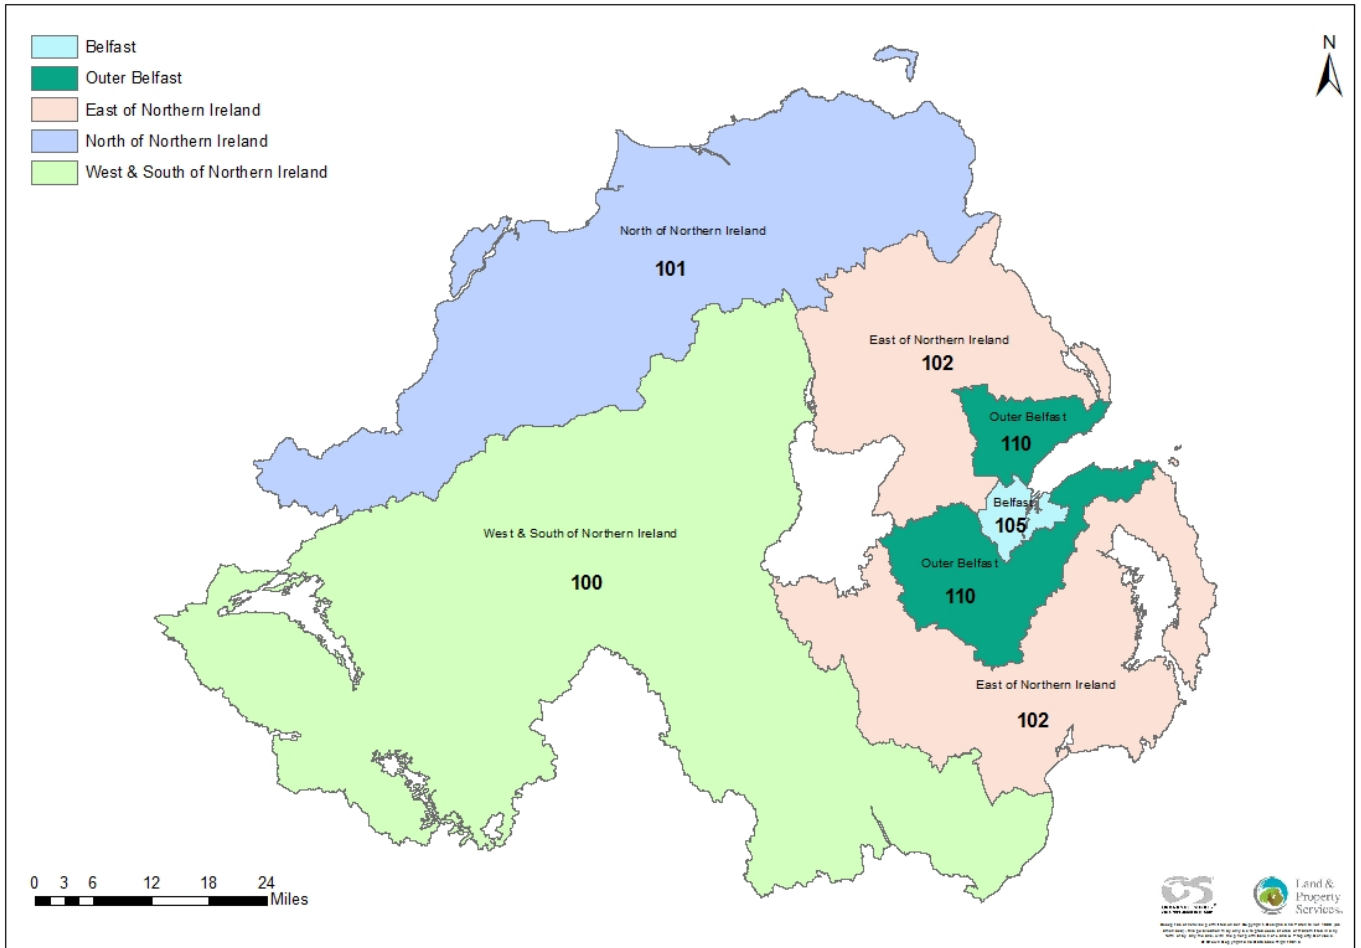 Belfast
Outer Belfast
East of Northern Ireland
North of Northern Ireland
West & South of Northern Ireland
N
North of Northern Ireland
101
East of Northern Ireland
102
Outer Belfast
110
Belfast
105
West & South of Northern Ireland
100
Outer Belfast
110
East of Northern Ireland
102
0 3 6 12 18 24
Miles
Land &
Property
Services.